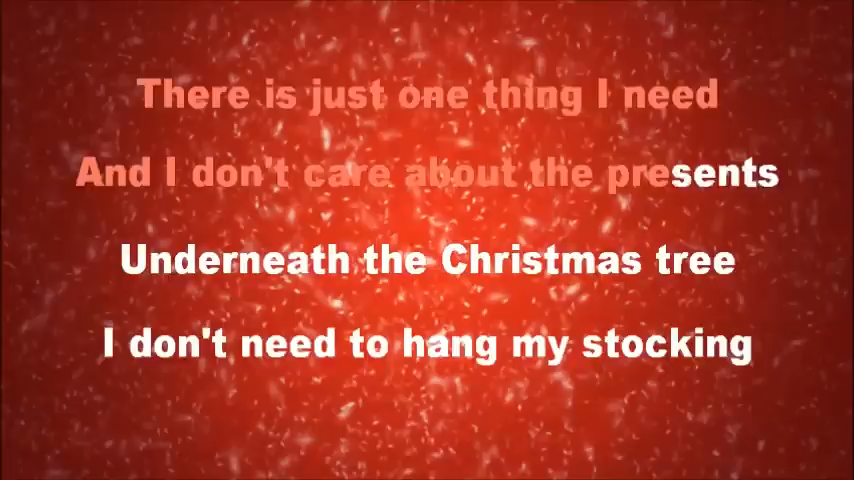 There is just one thing I need
And I don't care about the presents
Underneath the Christmas tree
I don't need to hang my stocking